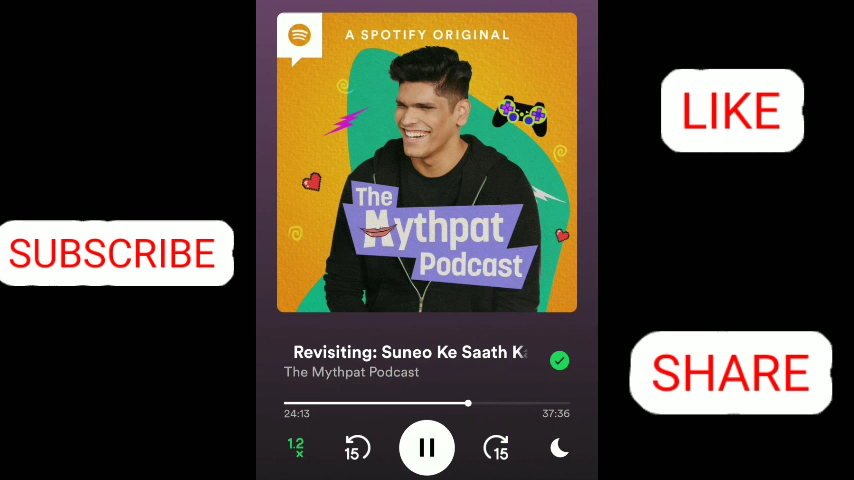 A SPOTIFY ORIGINAL
LIKE
The
Mythpat
Podcast
SUBSCRIBE
Revisiting: Suneo Ke Saath
The Mythpat Podcast
SHARE
24:13
37:36
1.2
x
15
15